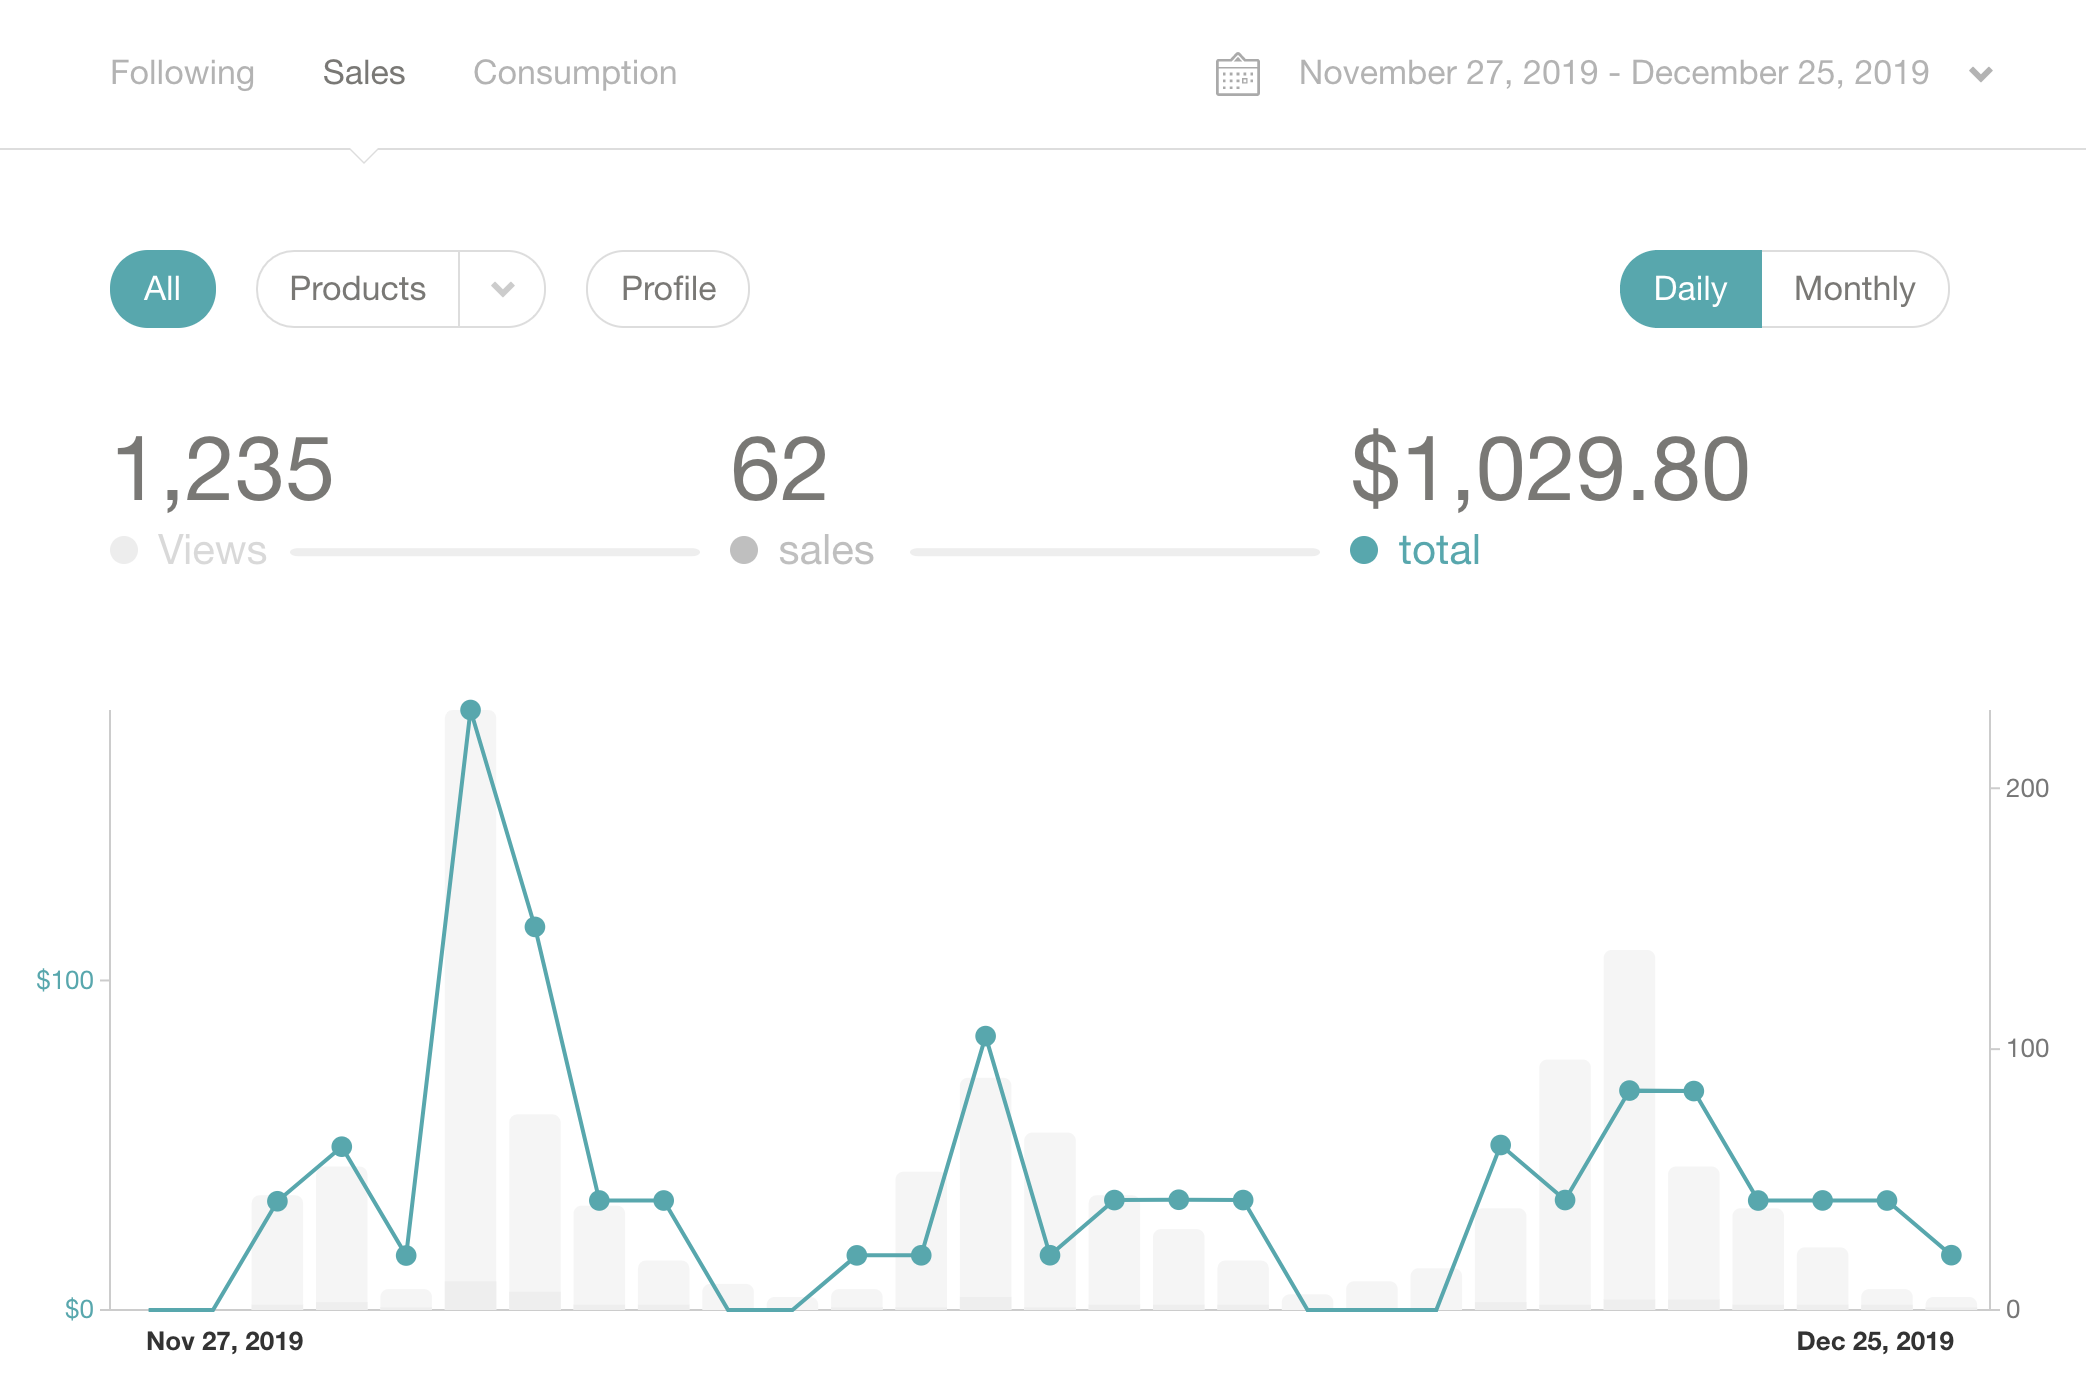 Following Sales Consumption November 27, 2019 - December 25, 2019
All Products Profile Daily Monthly
1,235 62 $1,029.80
Views sales total
200
$100
100
$0 0
Nov 27, 2019 Dec 25, 2019